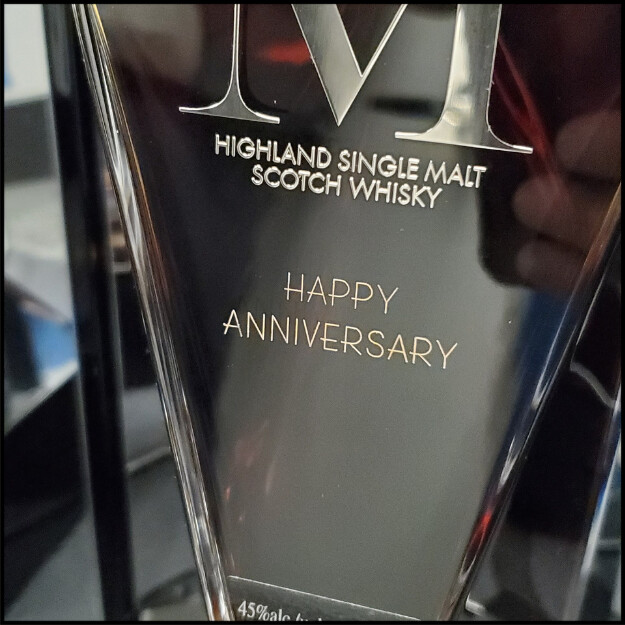 M
HIGHLAND SINGLE MALT
SCOTCH WHISKY
HAPPY
ANNIVERSARY
45%alc